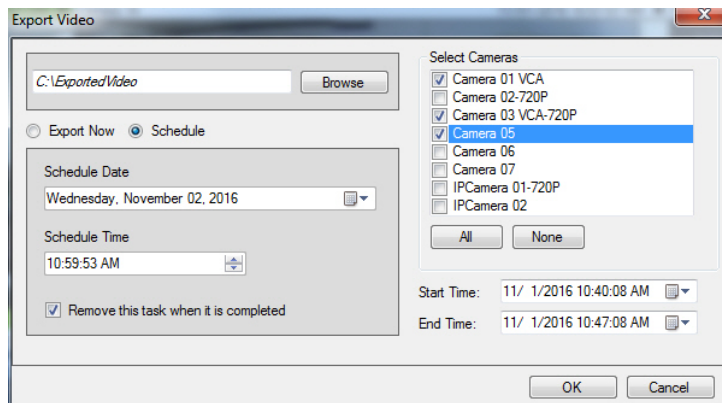 Export Video
C:\ExportedVideo
Browse
Export Now
Schedule
Schedule Date
Wednesday, November 02, 2016
Schedule Time
10:59:53 AM
Remove this task when it is completed
Select Cameras
Camera 01 VCA
Camera 02-720P
Camera 03 VCA-720P
Camera 05
Camera 06
Camera 07
IPCamera 01-720P
IPCamera 02
All
None
Start Time: 11/ 1/2016 10:40:08 AM
End Time: 11/ 1/2016 10:47:08 AM
OK
Cancel